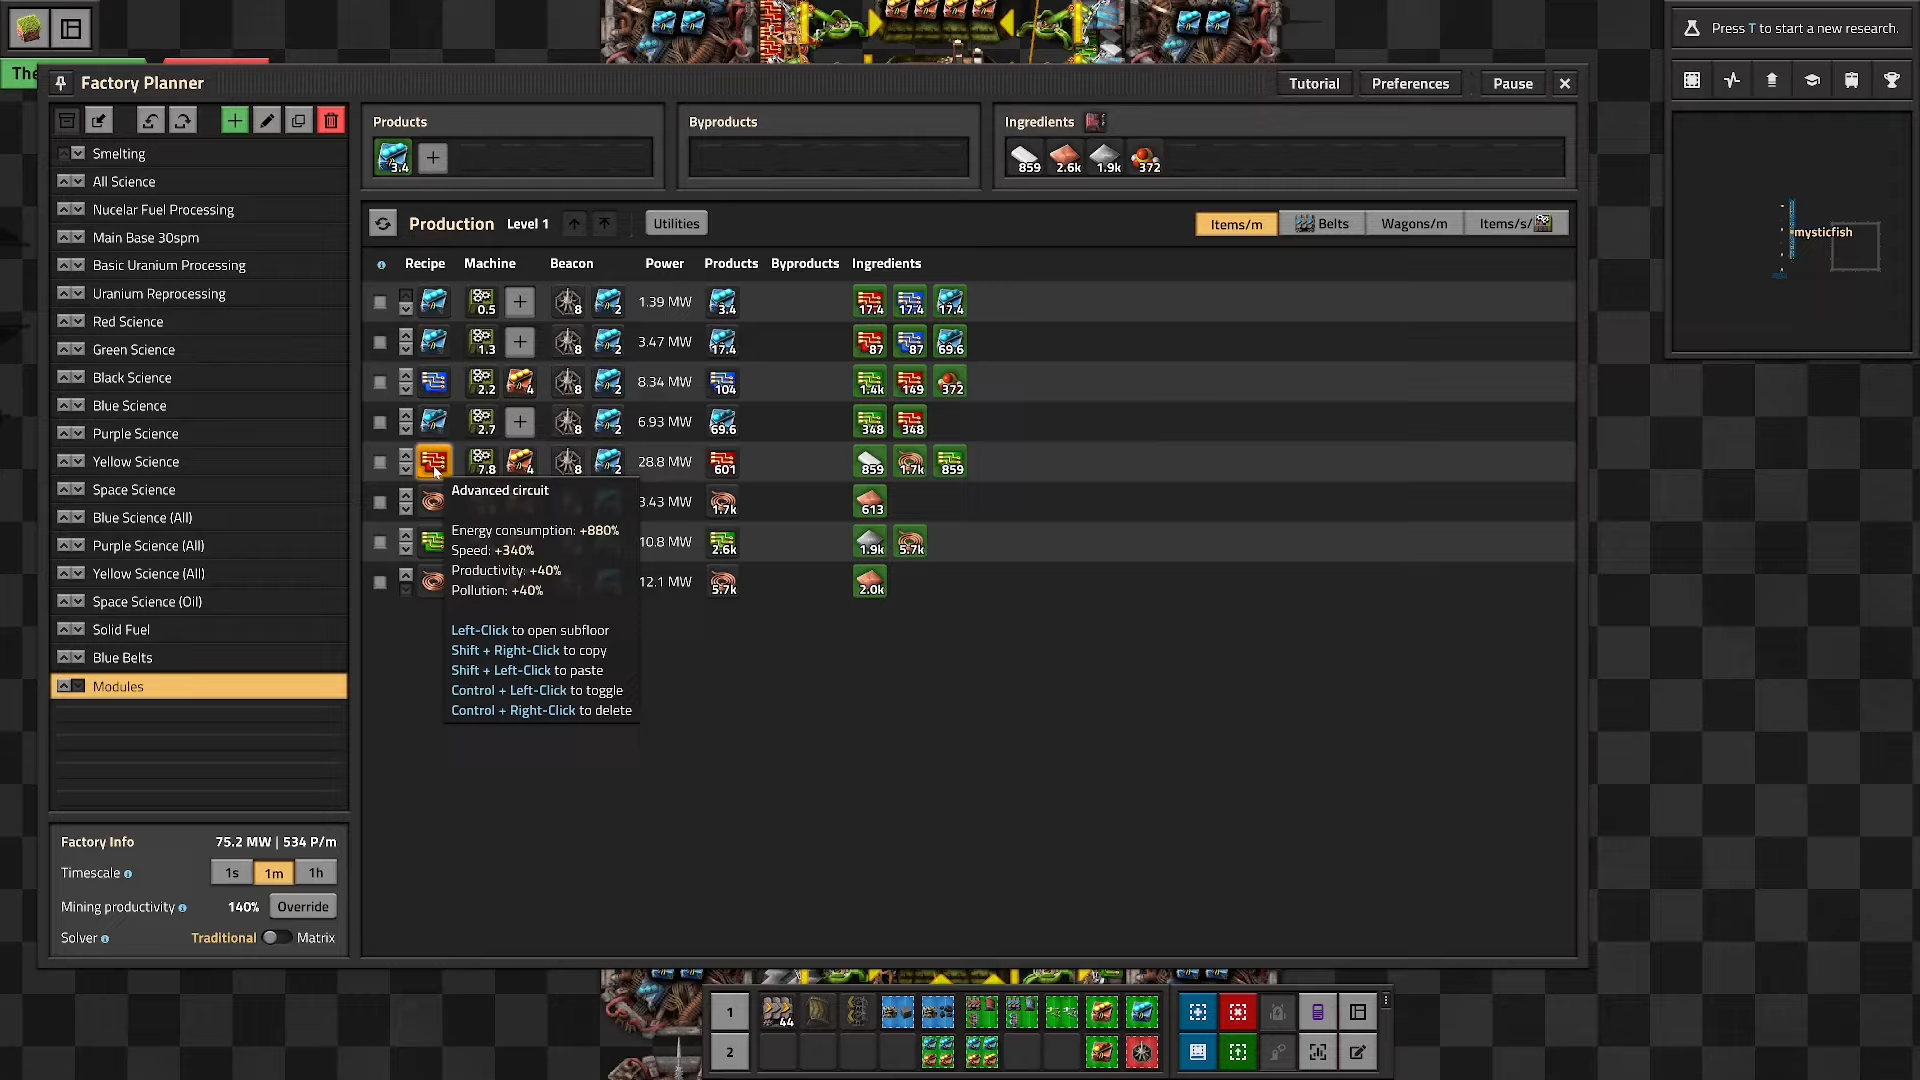 Press T to start a new research.
The
Factory Planner
Tutorial
Preferences
Pause
Products
3.4
Byproducts
Ingredients
859
2.6k
1.9k
372
Smelting
All Science
Nucelar Fuel Processing
Main Base 30spm
Basic Uranium Processing
Uranium Reprocessing
Red Science
Green Science
Black Science
Blue Science
Purple Science
Yellow Science
Space Science
Blue Science (All)
Purple Science (All)
Yellow Science (All)
Space Science (Oil)
Solid Fuel
Blue Belts
Modules
Production
Level 1
Utilities
Items/m
Belts
Wagons/m
Items/s/
Recipe Machine Beacon Power Products Byproducts Ingredients
0.5 8 2 1.39 MW 3.4 17.4 17.4 17.4
1.3 8 2 3.47 MW 17.4 87 87 69.6
2.2 4 8 2 8.34 MW 104 1.4k 149 372
2.7 8 2 6.93 MW 69.6 348 348
7.8 4 8 2 28.8 MW 601 859 1.7k 859
3.43 MW 1.7k 613
10.8 MW 2.6k 1.9k 5.7k
12.1 MW 5.7k 2.0k
Advanced circuit
Energy consumption: +880%
Speed: +340%
Productivity: +40%
Pollution: +40%
Left-Click to open subfloor
Shift + Right-Click to copy
Shift + Left-Click to paste
Control + Left-Click to toggle
Control + Right-Click to delete
Factory Info 75.2 MW | 534 P/m
Timescale 1s 1m 1h
Mining productivity 140% Override
Solver Traditional Matrix
mysticfish
1
44
2